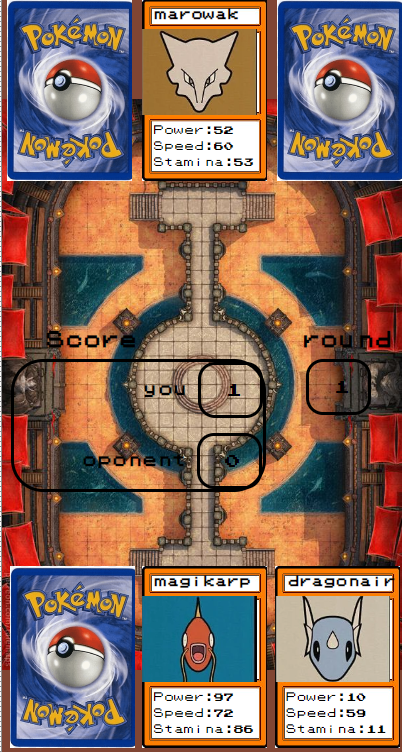 marowak
POKéMON
POKéMON
POKéMON
POKéMON
Power:52
Speed:60
Stamina:53
Score
round
you
1
1
oponent
0
magikarp
dragonair
POKéMON
POKéMON
Power:97
Speed:72
Stamina:86
Power:10
Speed:59
Stamina:11